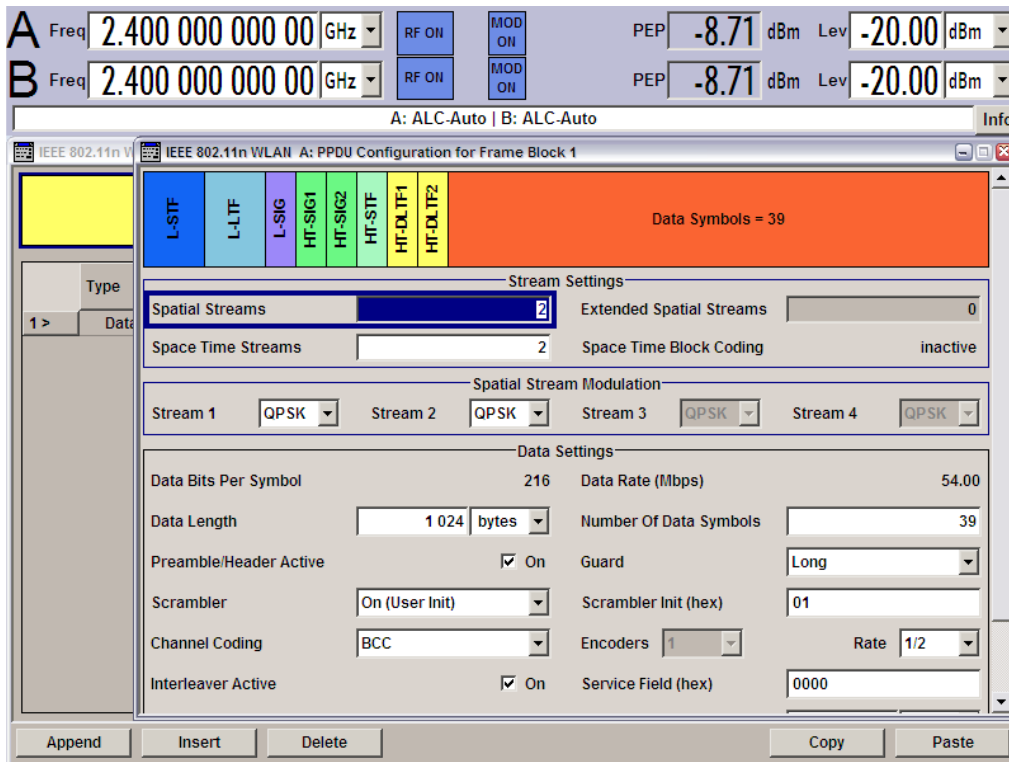 A Freq 2.400 000 000 00 GHz RF ON MOD ON PEP -8.71 dBm Lev -20.00 dBm
B Freq 2.400 000 000 00 GHz RF ON MOD ON PEP -8.71 dBm Lev -20.00 dBm
A: ALC-Auto | B: ALC-Auto Info
IEEE 802.11n W IEEE 802.11n WLAN A: PPDU Configuration for Frame Block 1
L-STF L-LTF L-SIG HT-SIG1 HT-SIG2 HT-STF HT-DLTF1 HT-DLTF2 Data Symbols = 39
Stream Settings
Type
Spatial Streams 2 Extended Spatial Streams 0
1 > Data
Space Time Streams 2 Space Time Block Coding inactive
Spatial Stream Modulation
Stream 1 QPSK Stream 2 QPSK Stream 3 QPSK Stream 4 QPSK
Data Settings
Data Bits Per Symbol 216 Data Rate (Mbps) 54.00
Data Length 1 024 bytes Number Of Data Symbols 39
Preamble/Header Active On Guard Long
Scrambler On (User Init) Scrambler Init (hex) 01
Channel Coding BCC Encoders 1 Rate 1/2
Interleaver Active On Service Field (hex) 0000
Append Insert Delete Copy Paste